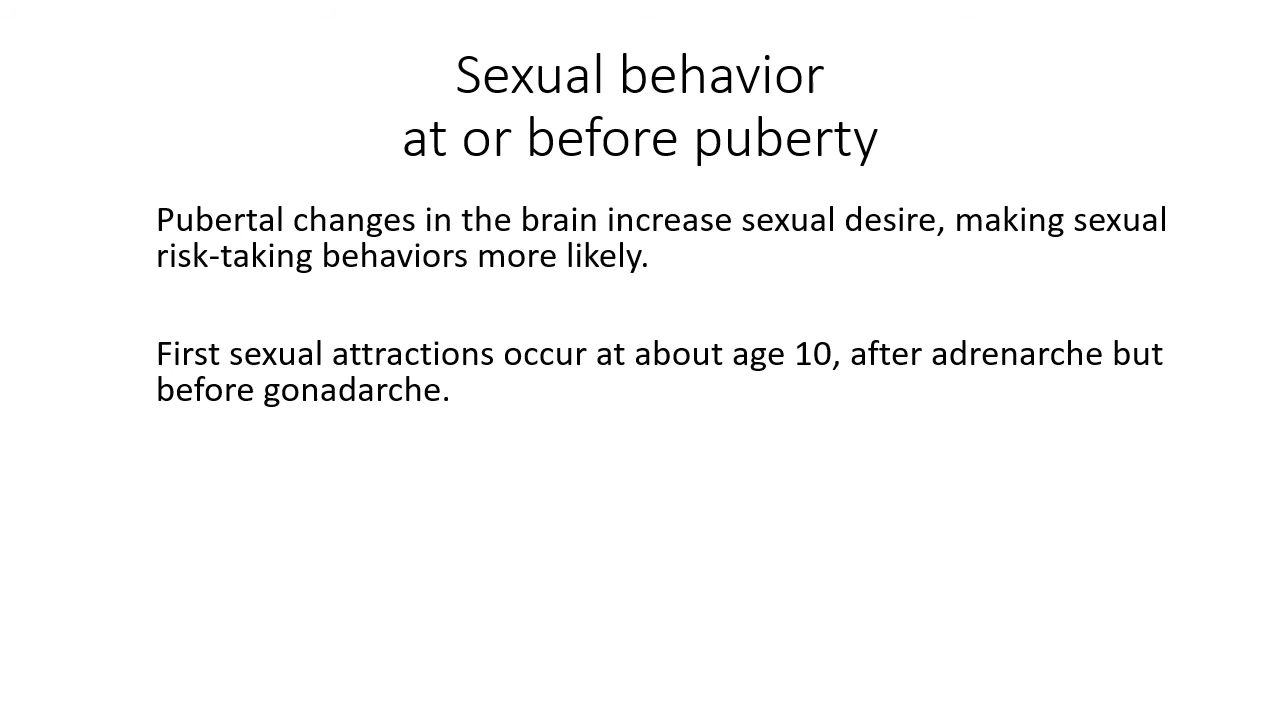 Sexual behavior
at or before puberty
Pubertal changes in the brain increase sexual desire, making sexual
risk-taking behaviors more likely.
First sexual attractions occur at about age 10, after adrenarche but
before gonadarche.